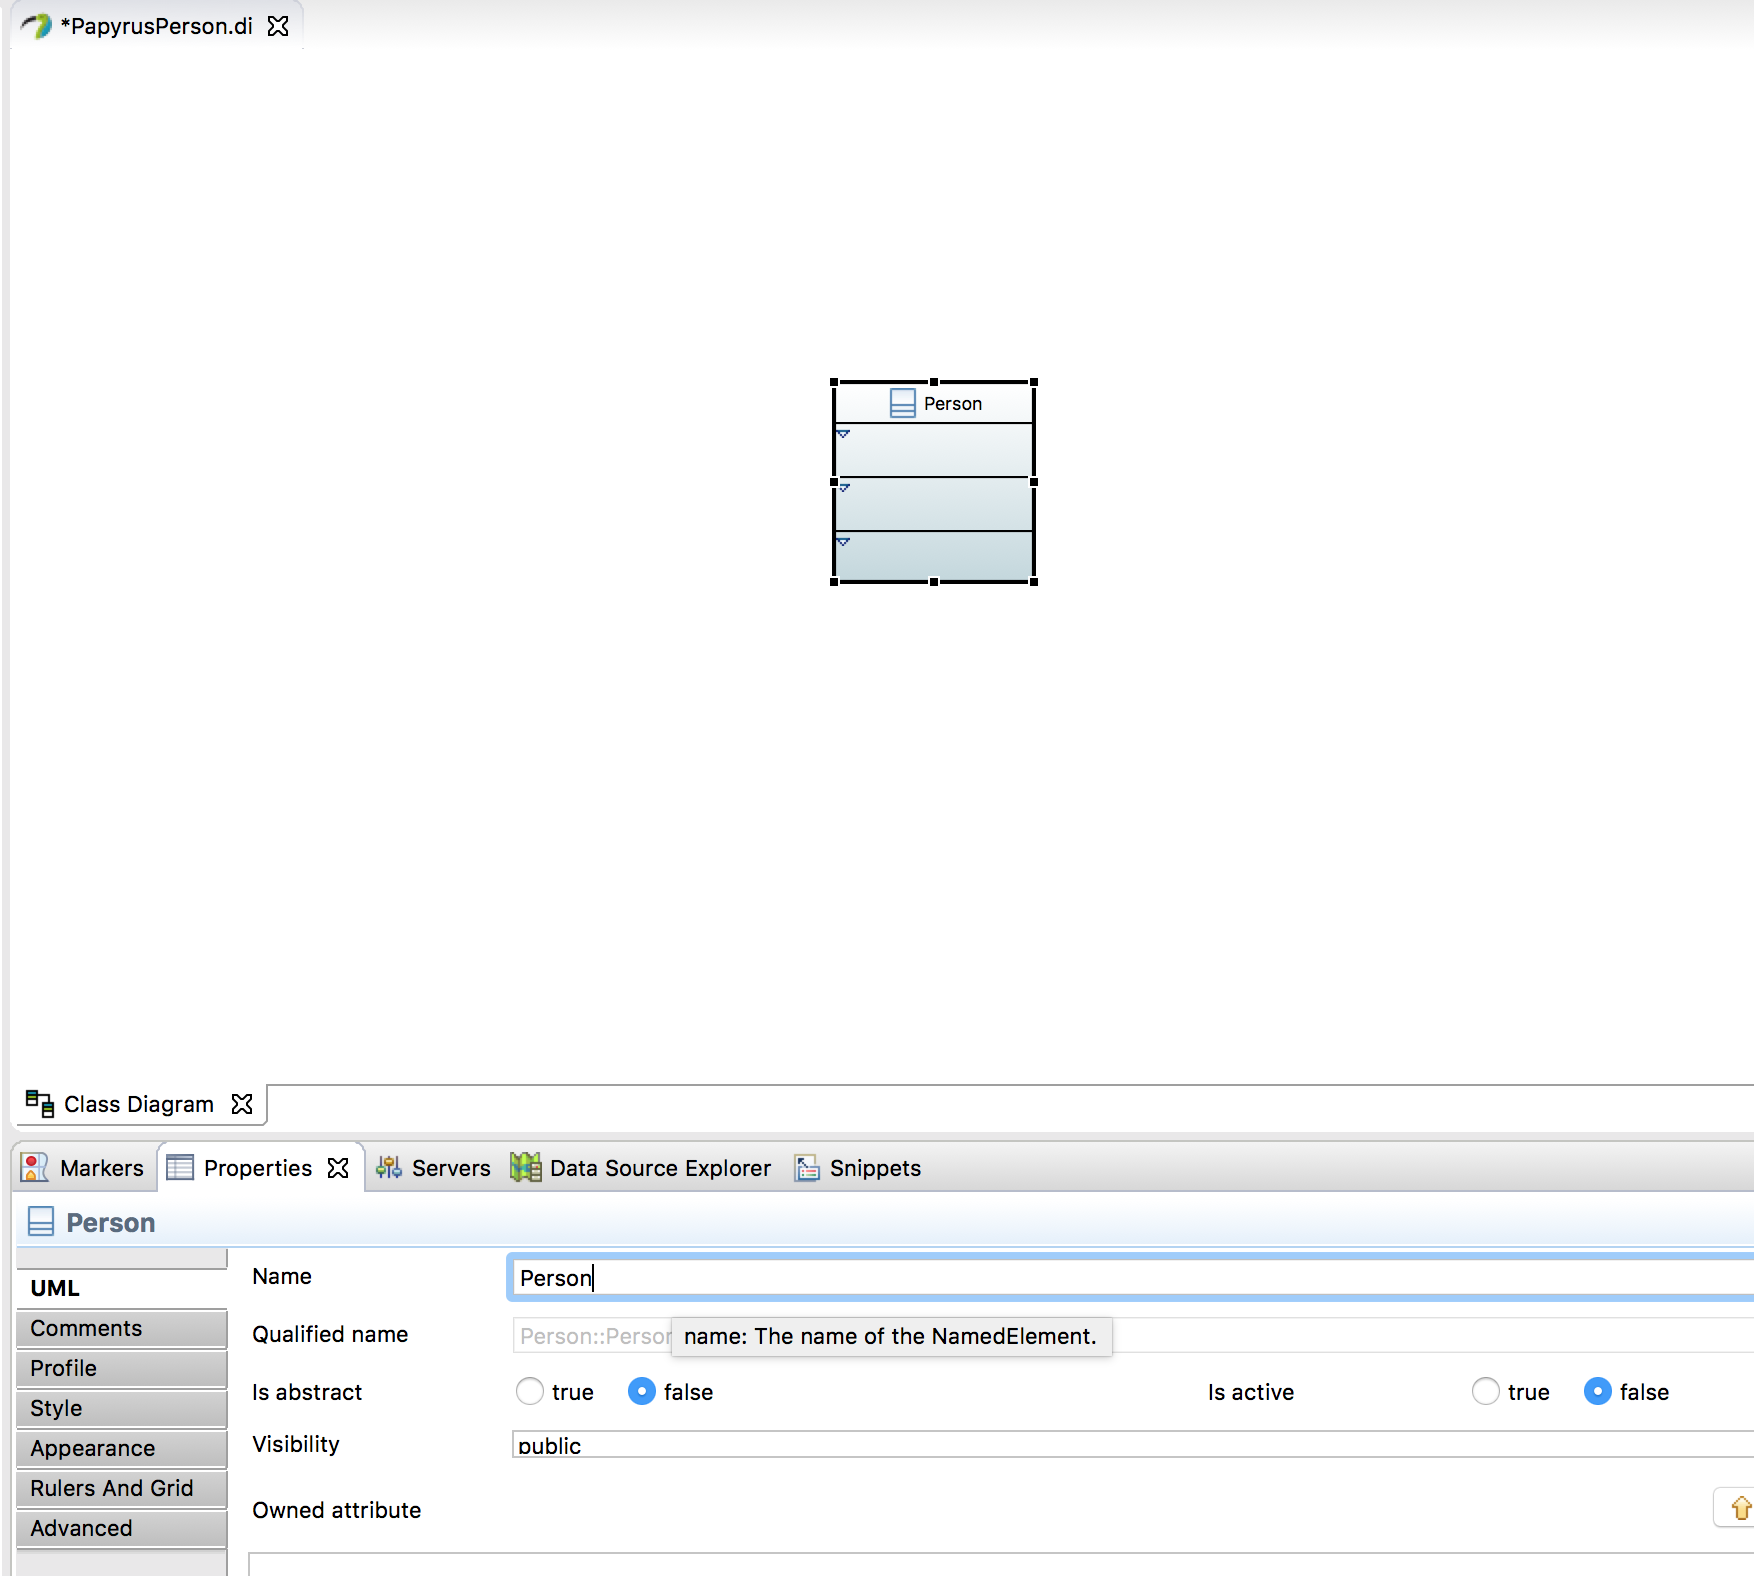 *PapyrusPerson.di
Person
Class Diagram
Markers Properties Servers Data Source Explorer Snippets
Person
UML
Comments
Profile
Style
Appearance
Rulers And Grid
Advanced
Name Person
Qualified name Person::Person
name: The name of the NamedElement.
Is abstract true false Is active true false
Visibility public
Owned attribute